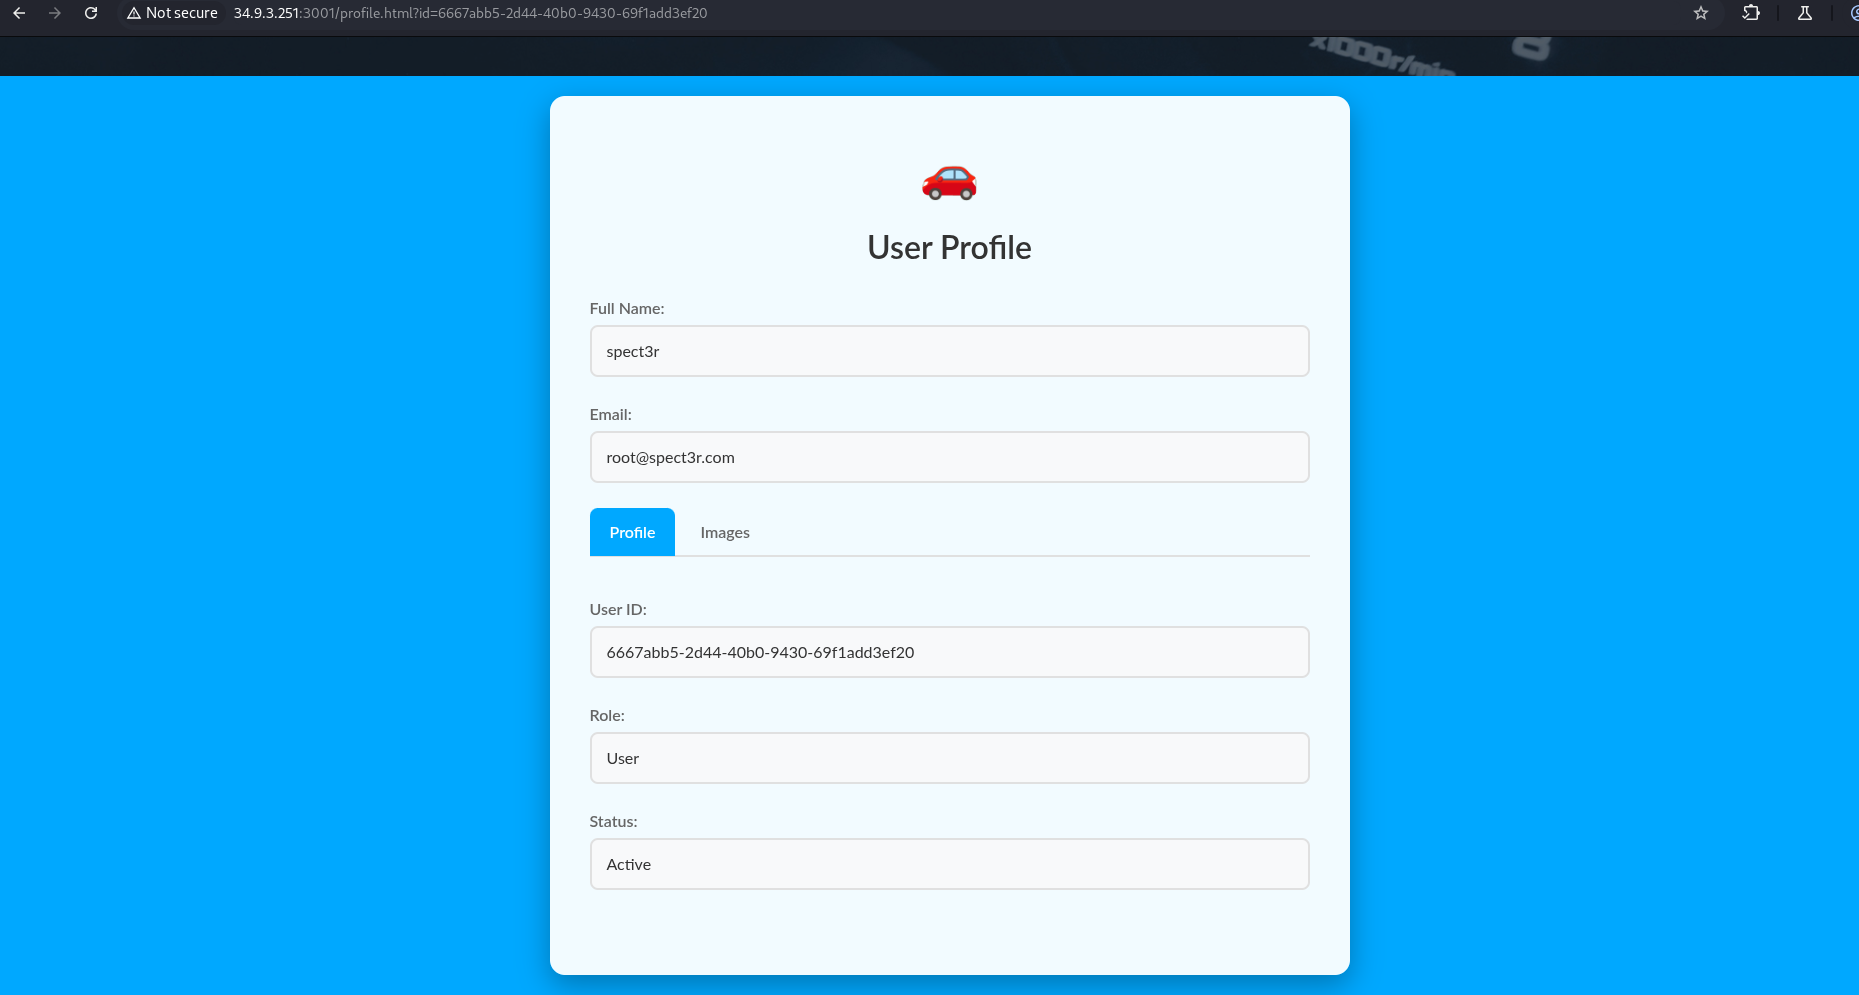 Not secure 34.9.3.251:3001/profile.html?id=6667abb5-2d44-40b0-9430-69f1add3ef20
x1000r/min
8
User Profile
Full Name:
spect3r
Email:
root@spect3r.com
Profile Images
User ID:
6667abb5-2d44-40b0-9430-69f1add3ef20
Role:
User
Status:
Active